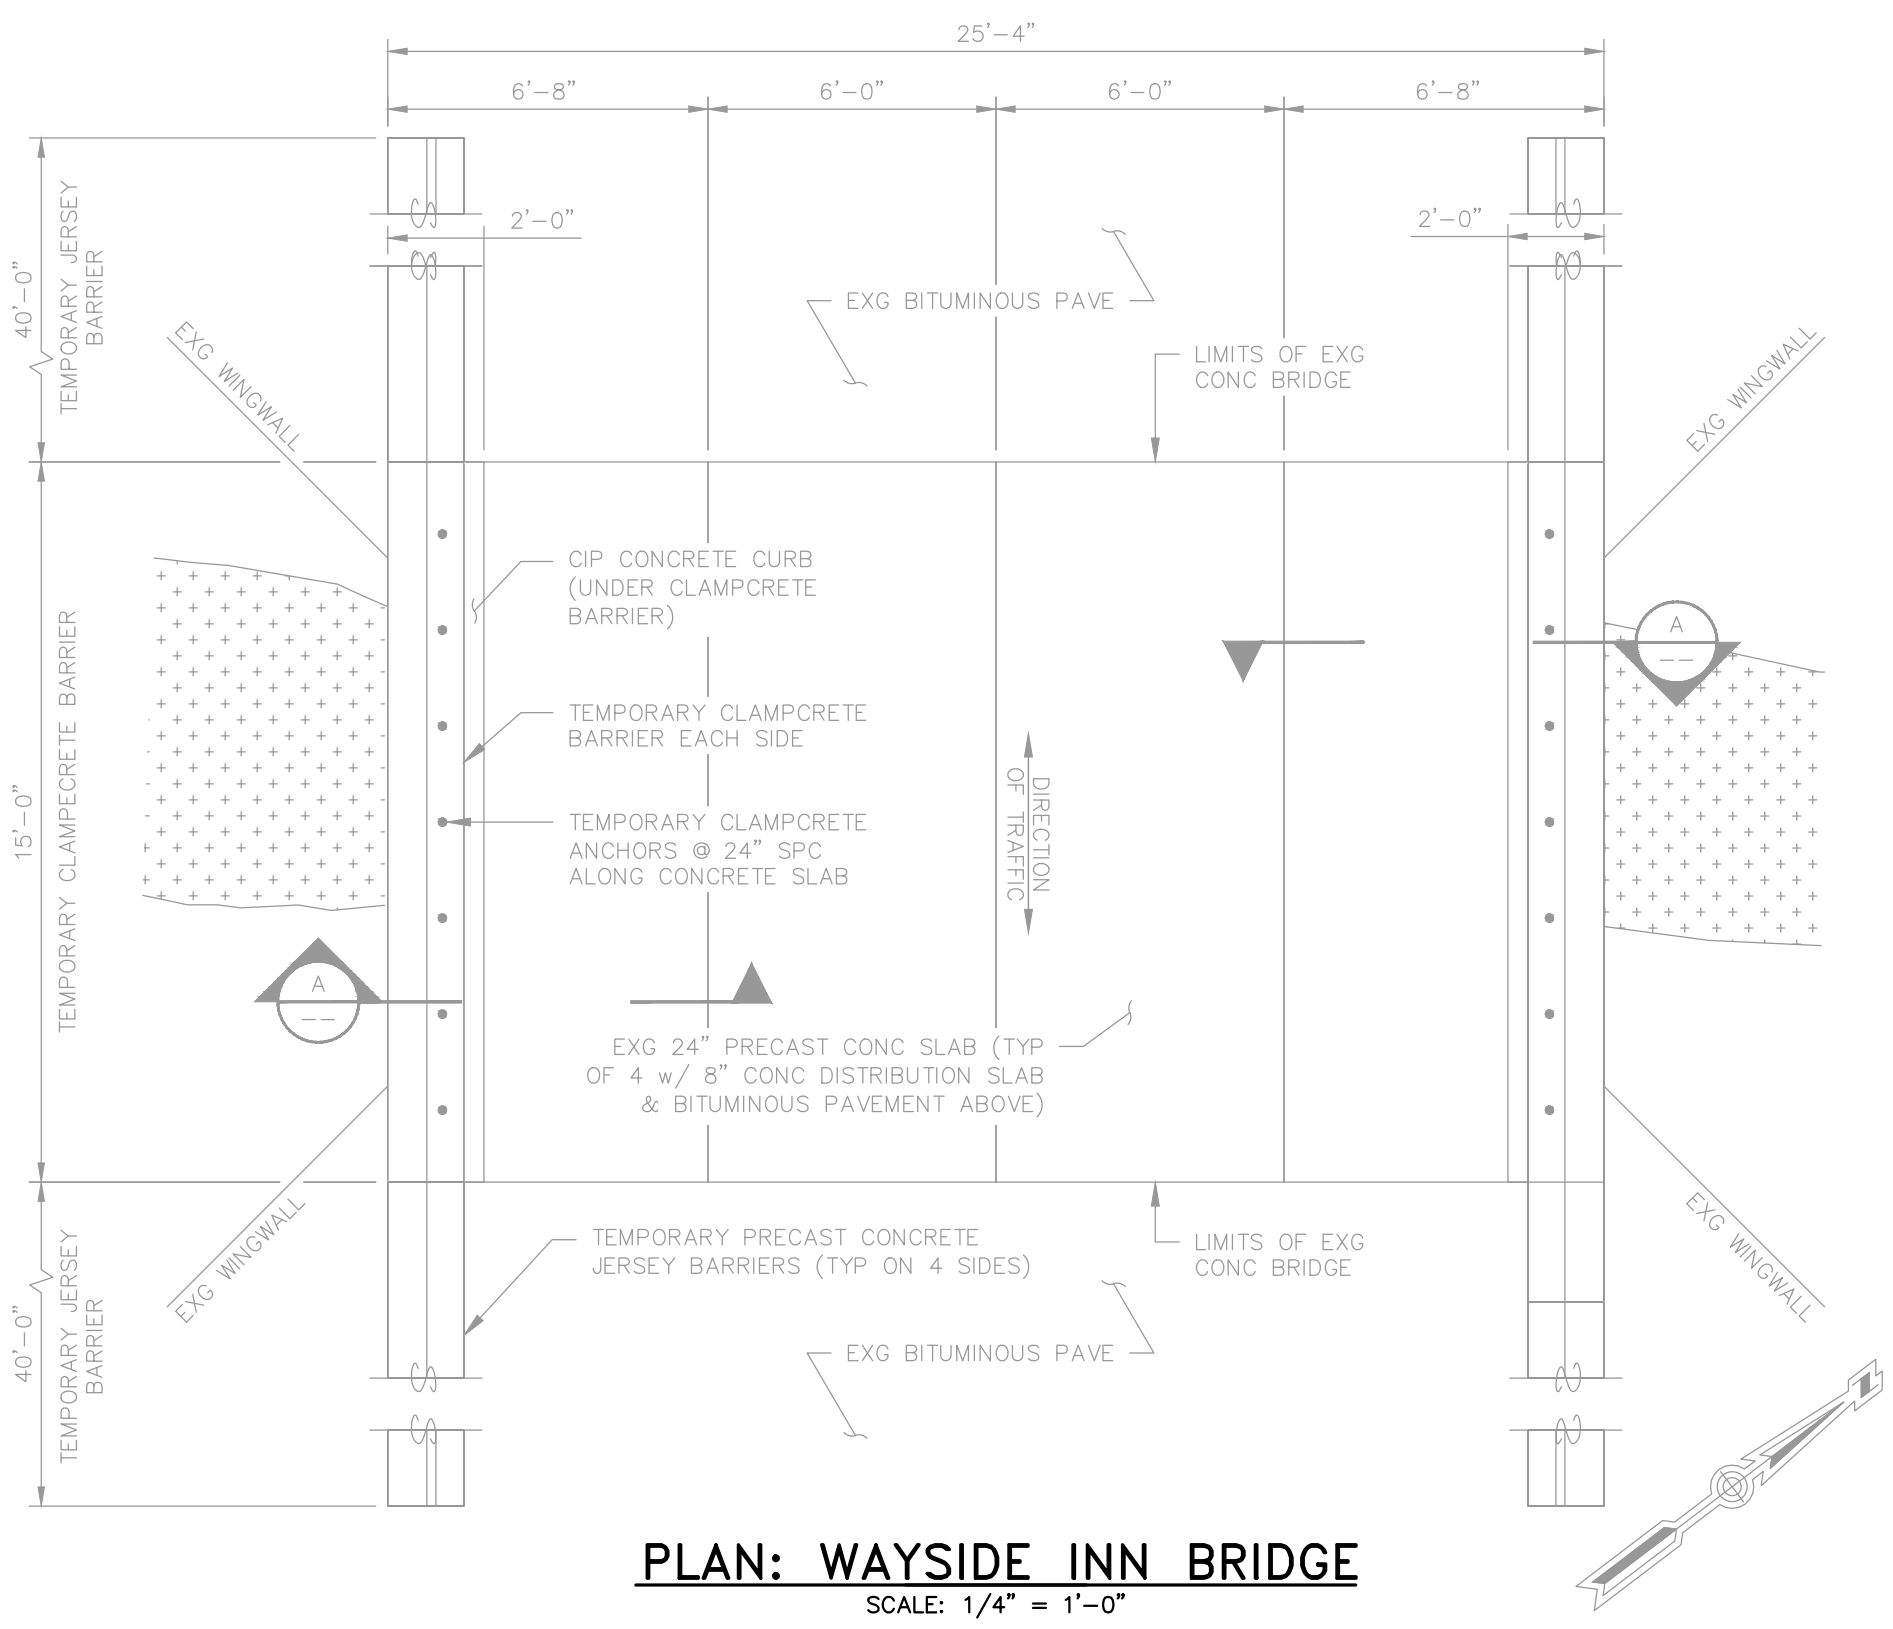 25'-4"
6'-8"
6'-0"
6'-0"
6'-8"
2'-0"
2'-0"
40'-0"
TEMPORARY JERSEY
BARRIER
EXG BITUMINOUS PAVE
EXG WINGWALL
EXG WINGWALL
LIMITS OF EXG
CONC BRIDGE
CIP CONCRETE CURB
(UNDER CLAMPCRETE
BARRIER)
A
--
TEMPORARY CLAMPCRETE
BARRIER EACH SIDE
15'-0"
TEMPORARY CLAMPECRETE BARRIER
TEMPORARY CLAMPCRETE
ANCHORS @ 24" SPC
ALONG CONCRETE SLAB
DIRECTION
OF TRAFFIC
A
--
EXG 24" PRECAST CONC SLAB (TYP
OF 4 w/ 8" CONC DISTRIBUTION SLAB
& BITUMINOUS PAVEMENT ABOVE)
EXG WINGWALL
EXG WINGWALL
TEMPORARY PRECAST CONCRETE
JERSEY BARRIERS (TYP ON 4 SIDES)
LIMITS OF EXG
CONC BRIDGE
40'-0"
TEMPORARY JERSEY
BARRIER
EXG BITUMINOUS PAVE
N
PLAN: WAYSIDE INN BRIDGE
SCALE: 1/4" = 1'-0"